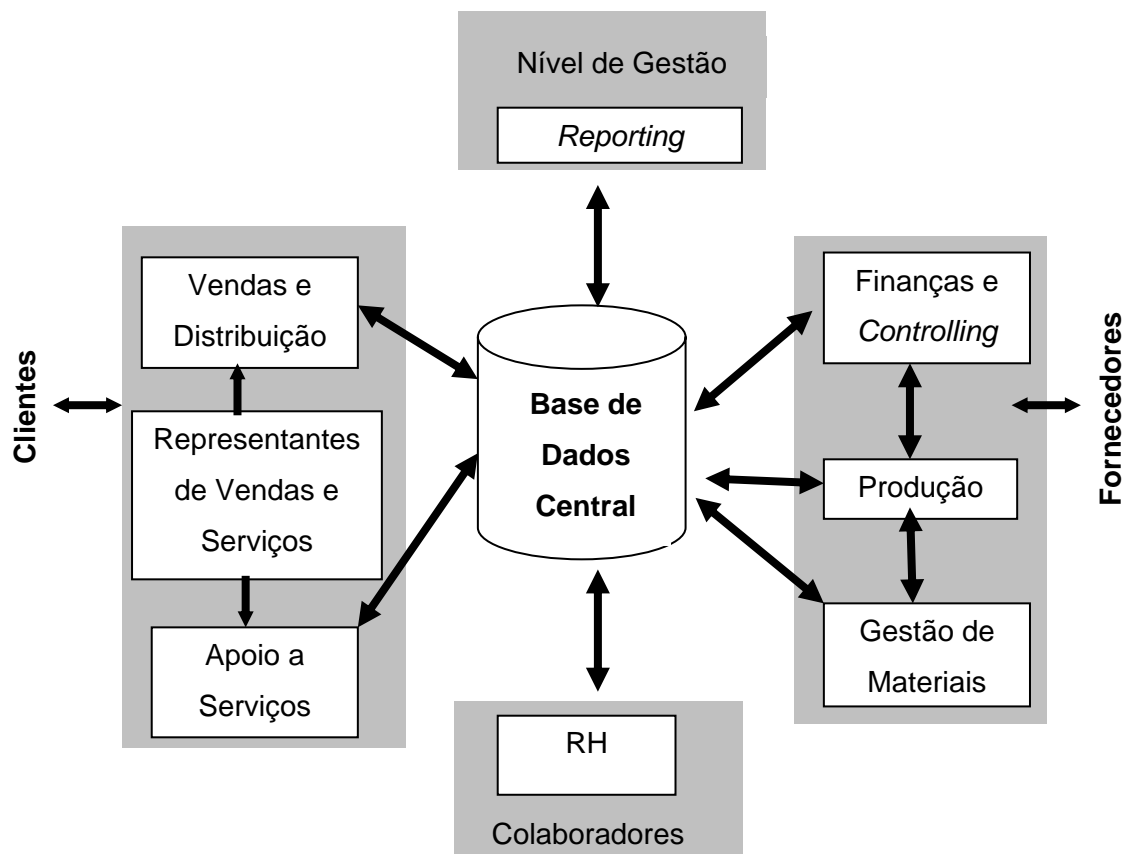 Nível de Gestão
Reporting
Clientes
Vendas e
Distribuição
Representantes
de Vendas e
Serviços
Apoio a
Serviços
Base de
Dados
Central
Finanças e
Controlling
Produção
Gestão de
Materiais
Fornecedores
RH
Colaboradores